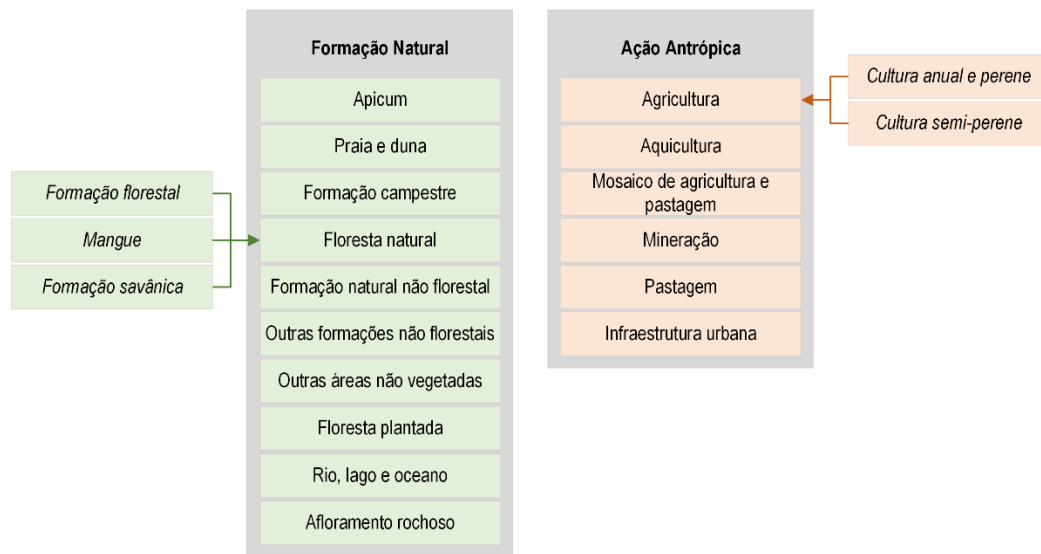 Formação Natural
Apicum
Praia e duna
Formação campestre
Floresta natural
Formação natural não florestal
Outras formações não florestais
Outras áreas não vegetadas
Floresta plantada
Rio, lago e oceano
Afloramento rochoso
Formação florestal
Mangue
Formação savânica
Ação Antrópica
Agricultura
Aquicultura
Mosaico de agricultura e
pastagem
Mineração
Pastagem
Infraestrutura urbana
Cultura anual e perene
Cultura semi-perene